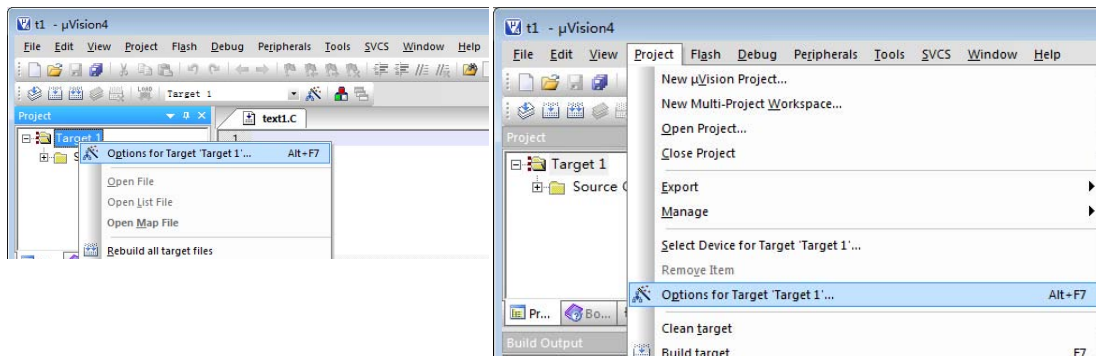 t1 - µVision4
File Edit View Project Flash Debug Peripherals Tools SVCS Window Help
Target 1
Project
text1.C
Target 1
1
Options for Target 'Target 1'... Alt+F7
Open File
Open List File
Open Map File
Rebuild all target files
t1 - µVision4
File Edit View Project Flash Debug Peripherals Tools SVCS Window Help
New µVision Project...
New Multi-Project Workspace...
Open Project...
Close Project
Project
Target 1
Source
Export
Manage
Select Device for Target 'Target 1'...
Remove Item
Options for Target 'Target 1'... Alt+F7
Pr... Bo...
Clean target
Build Output
Build target F7